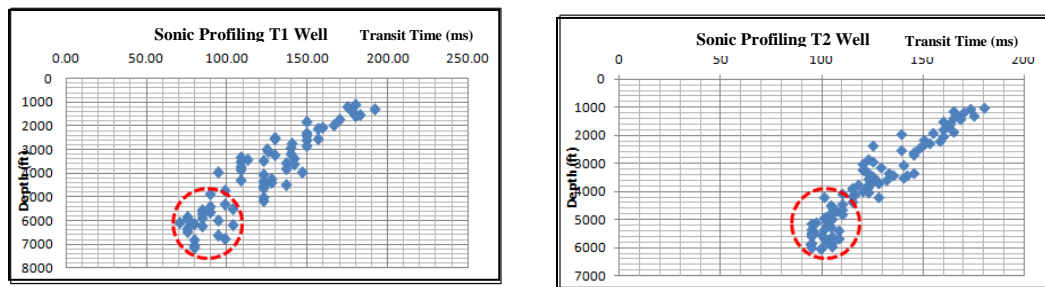 Sonic Profiling T1 Well
Transit Time (ms)
0.00 50.00 100.00 150.00 200.00 250.00
0
1000
2000
3000
4000
5000
6000
7000
8000
Depth (ft)
Sonic Profiling T2 Well
Transit Time (ms)
0 50 100 150 200
0
1000
2000
3000
4000
5000
6000
7000
Depth (ft)